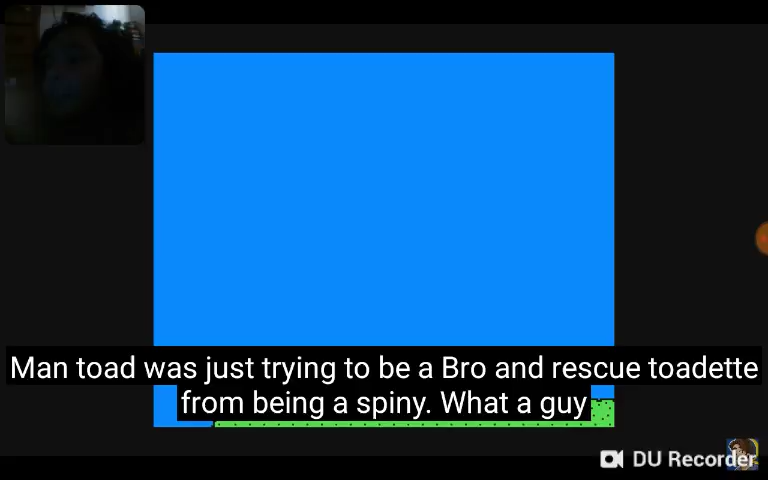 Man toad was just trying to be a Bro and rescue toadette
from being a spiny. What a guy
DU Recorder